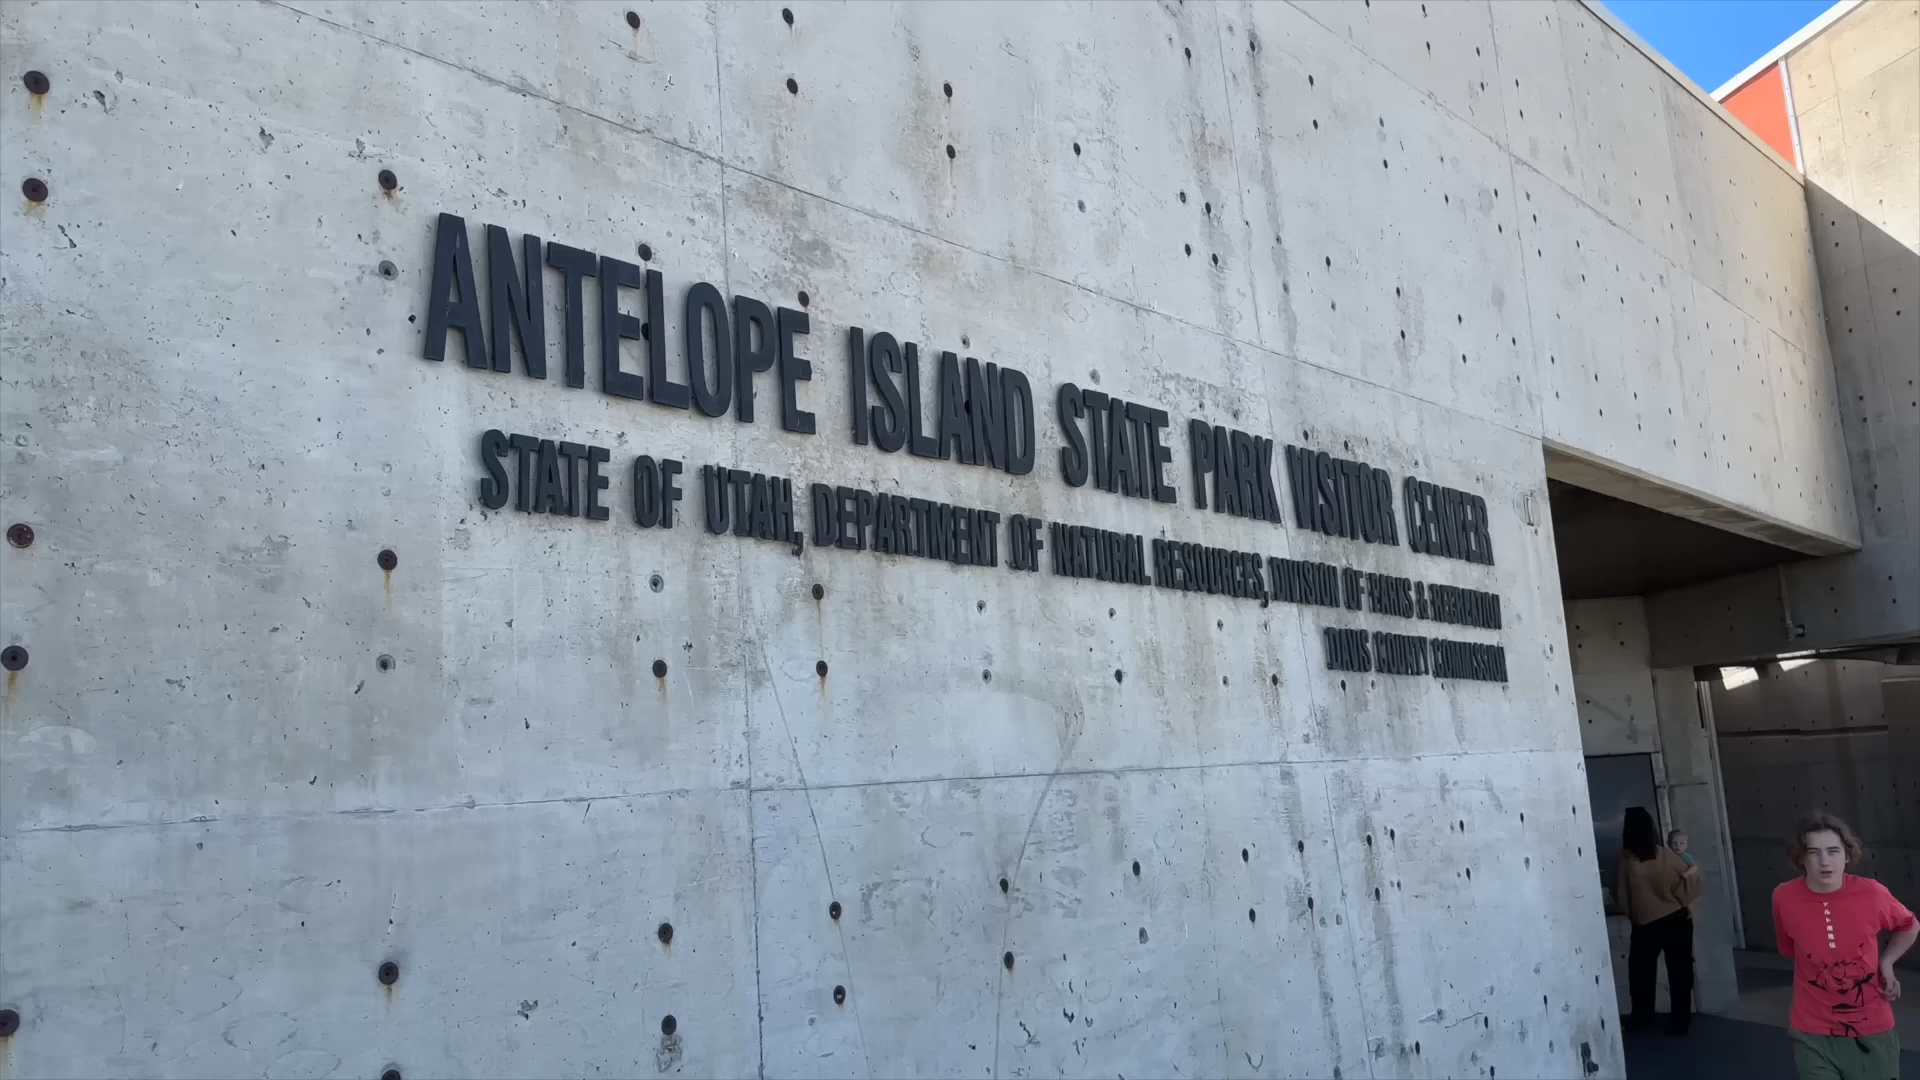 ANTELOPE ISLAND STATE PARK VISITOR CENTER
STATE OF UTAH, DEPARTMENT OF NATURAL RESOURCES, DIVISION OF PARKS & RECREATION
DAVIS COUNTY COMMISSION